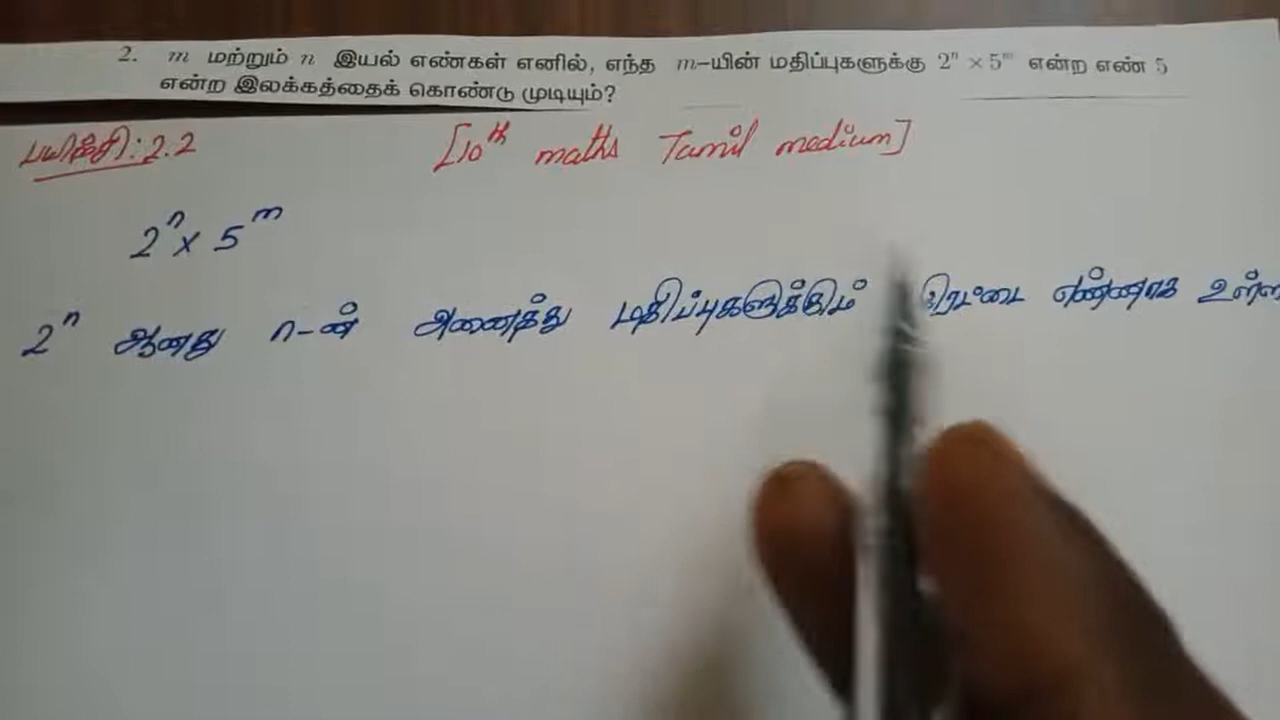 2. m மற்றும் n இயல் எண்கள் எனில், எந்த m-யின் மதிப்புகளுக்கு 2ⁿ × 5ᵐ என்ற எண் 5
என்ற இலக்கத்தைக் கொண்டு முடியும்?
பயிற்சி: 2.2 [10th maths Tamil medium]
2ⁿ × 5ᵐ
2ⁿ ஆனது n-ன் அனைத்து மதிப்புகளுக்கும் இரட்டை எண்ணாக